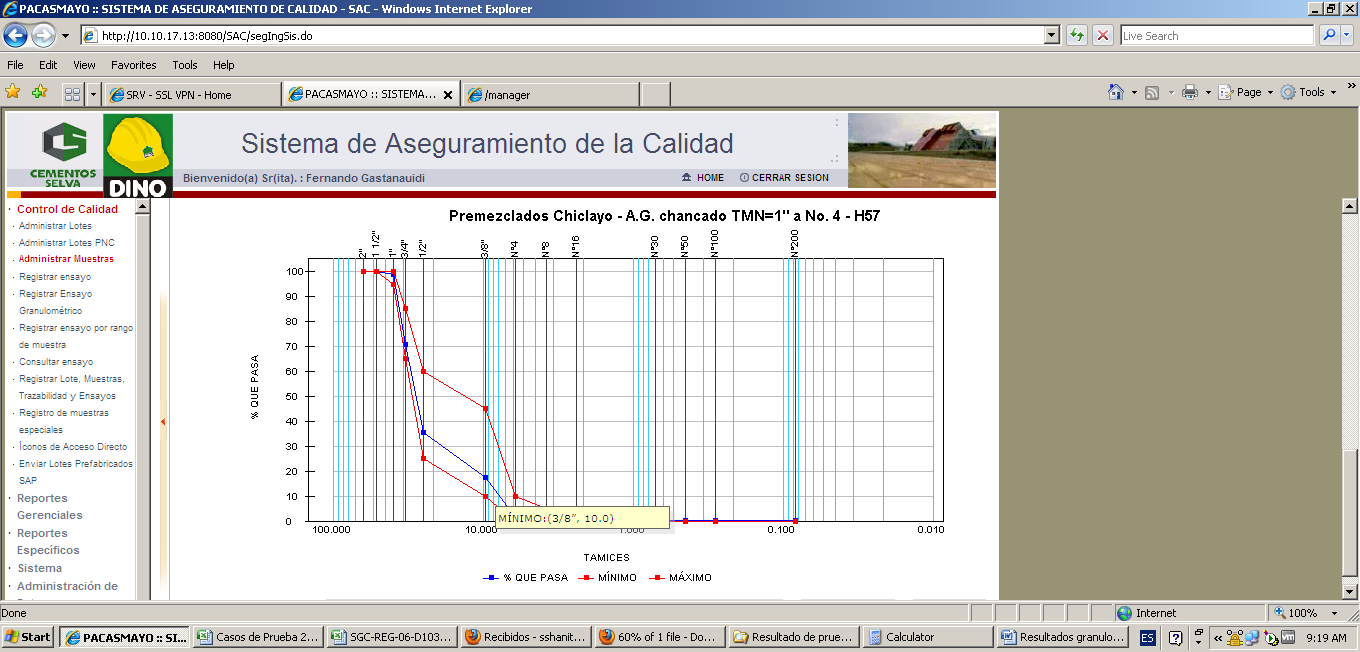 PACASMAYO :: SISTEMA DE ASEGURAMIENTO DE CALIDAD - SAC - Windows Internet Explorer
http://10.10.17.13:8080/SAC/segIngSis.do
Live Search
File Edit View Favorites Tools Help
SRV - SSL VPN - Home
PACASMAYO :: SISTEMA...
/manager
Page
Tools
CEMENTOS
SELVA
DINO
Sistema de Aseguramiento de la Calidad
Bienvenido(a) Sr(ita). : Fernando Gastanauidi
HOME
CERRAR SESION
· Control de Calidad
· Administrar Lotes
· Administrar Lotes PNC
· Administrar Muestras
· Registrar ensayo
· Registrar Ensayo
Granulométrico
· Registrar ensayo por rango
de muestra
· Consultar ensayo
· Registrar Lote, Muestras,
Trazabilidad y Ensayos
· Registro de muestras
especiales
· Íconos de Acceso Directo
· Enviar Lotes Prefabricados
SAP
· Reportes
Gerenciales
· Reportes
Específicos
· Sistema
· Administración de
Premezclados Chiclayo - A.G. chancado TMN=1" a No. 4 - H57
2" 1 1/2" 1" 3/4" 1/2" 3/8" N°4 N°8 N°16 N°30 N°50 N°100 N°200
% QUE PASA
100
90
80
70
60
50
40
30
20
10
0
MÍNIMO:(3/8", 10.0)
100.000 10.000 1.000 0.100 0.010
TAMICES
% QUE PASA MÍNIMO MÁXIMO
Done
Internet
100%
Start
PACASMAYO :: SI...
Casos de Prueba 2...
SGC-REG-06-D103...
Recibidos - sshanit...
60% of 1 file - Do...
Resultado de prue...
Calculator
Resultados granulo...
ES
9:19 AM